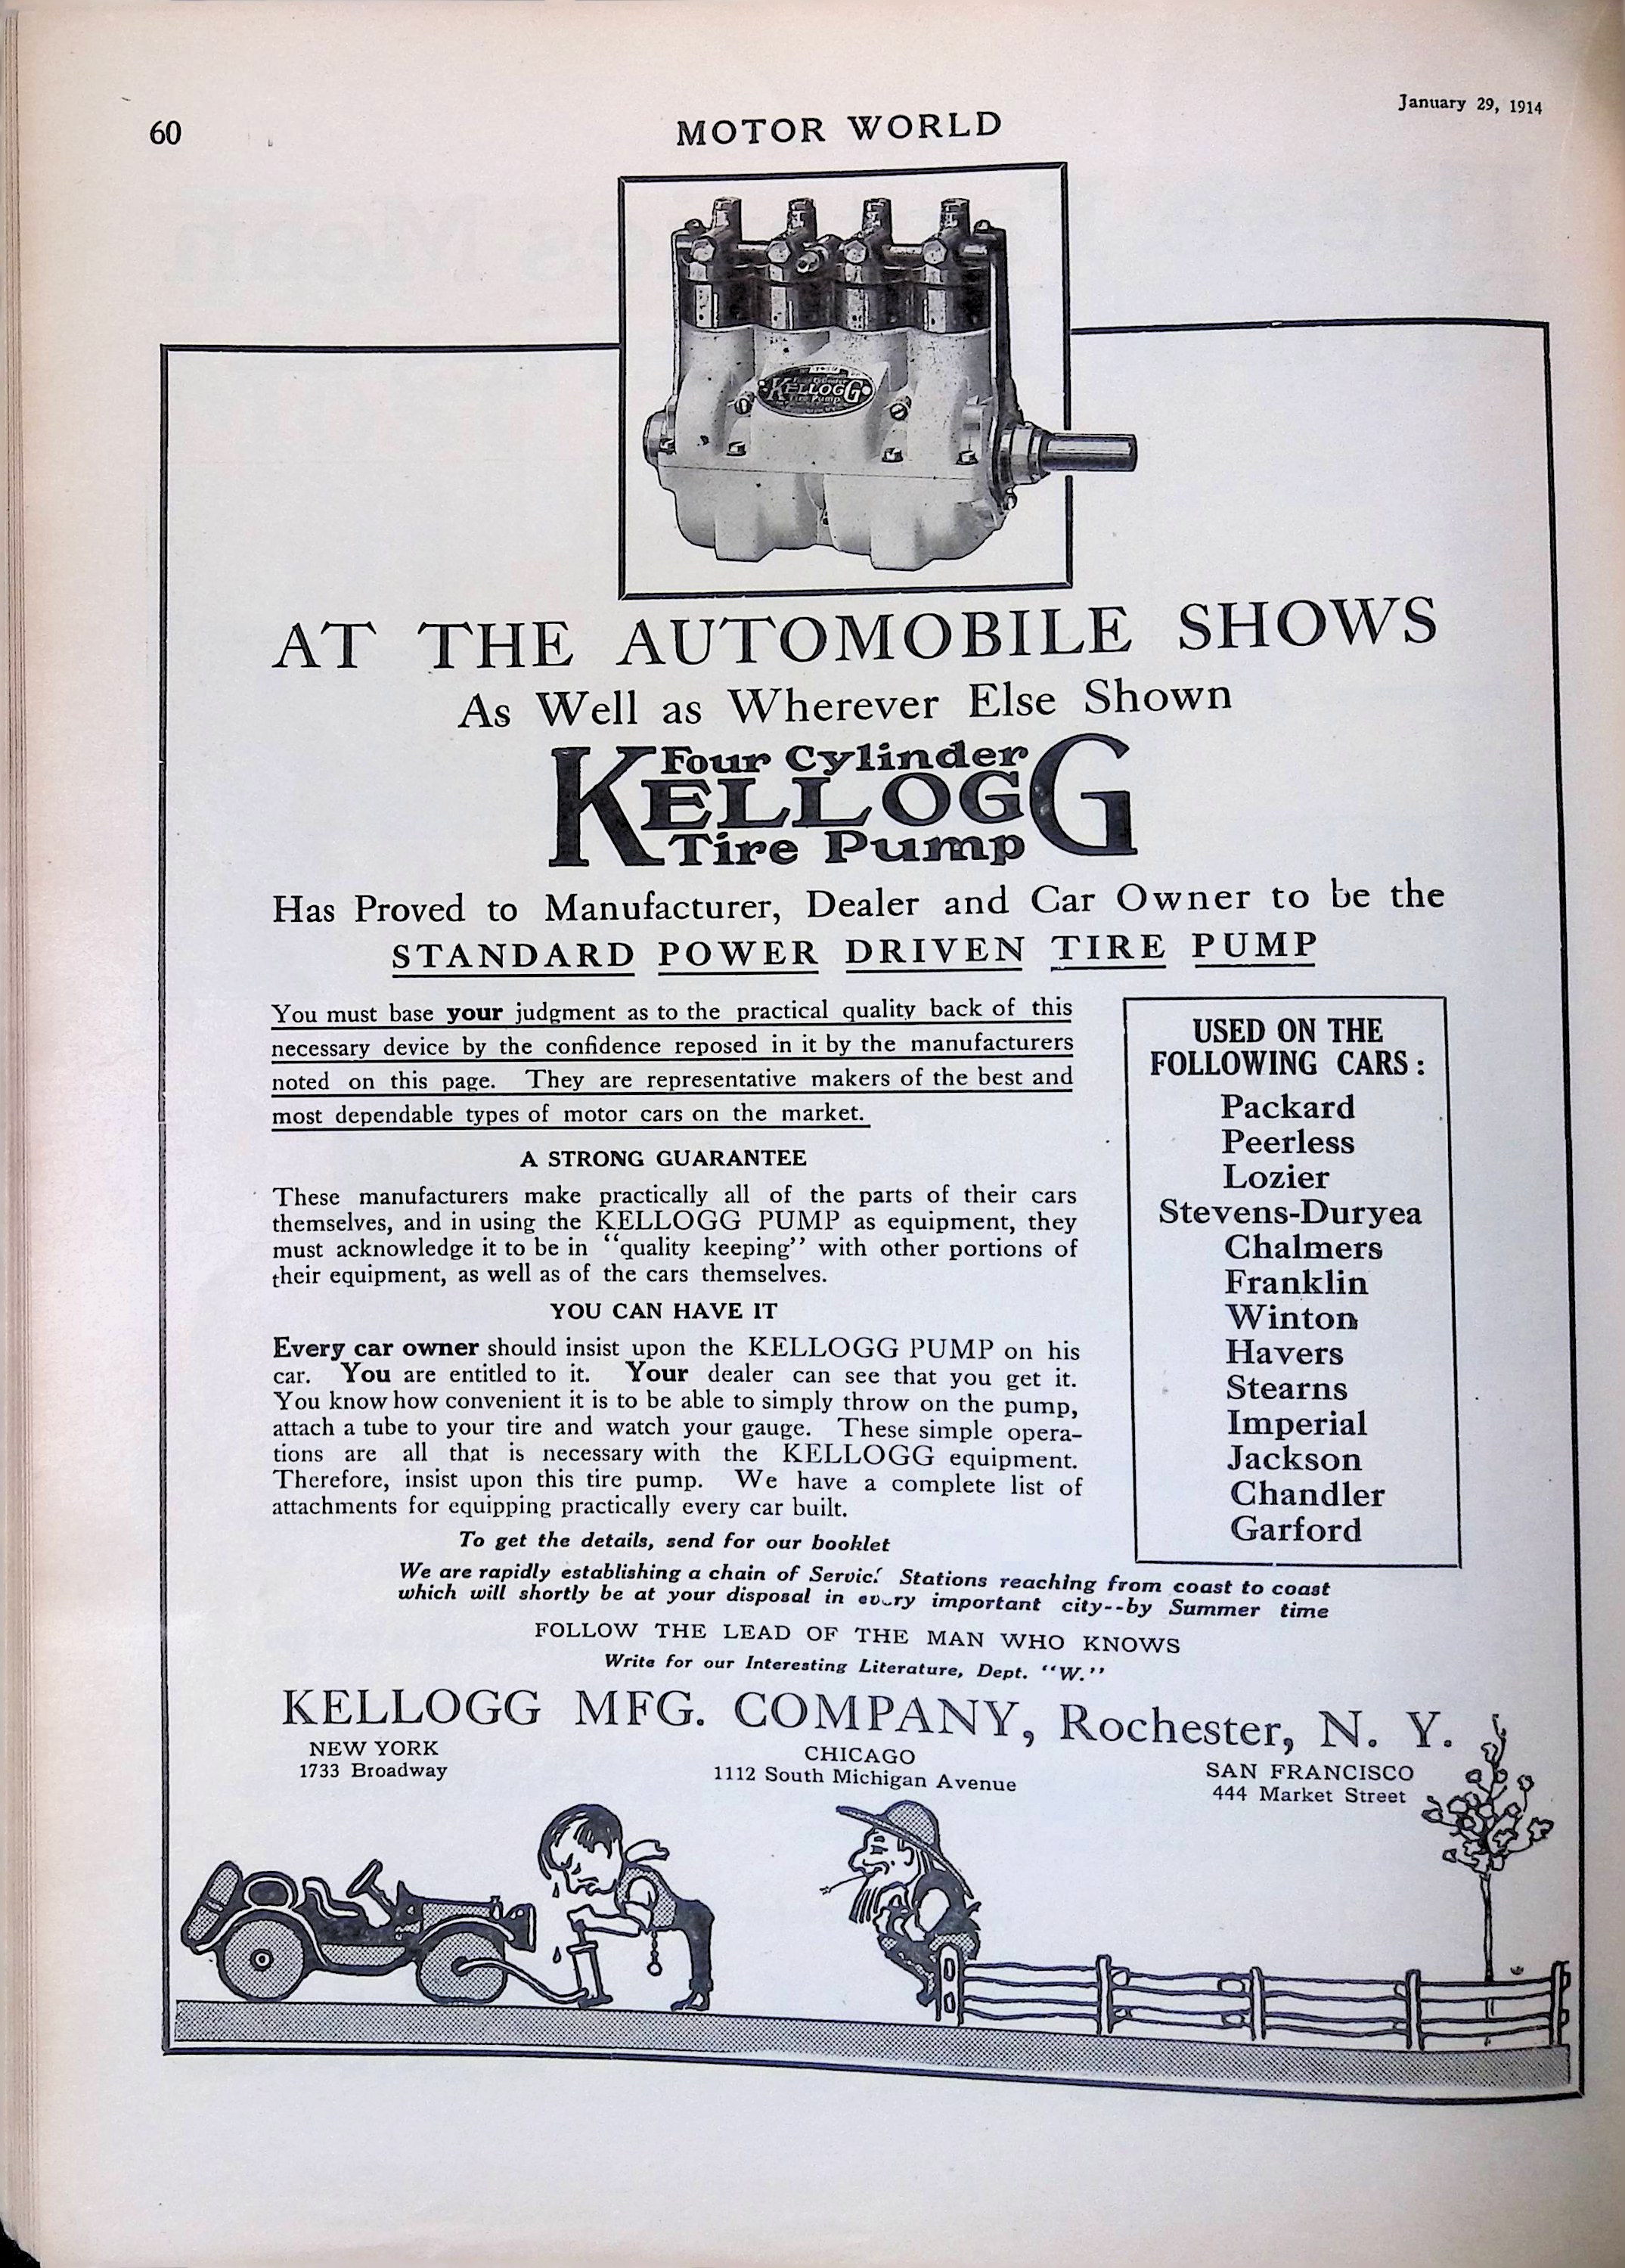 60
MOTOR WORLD
January 29, 1914
Four Cylinder
KELLOGG
Tire Pump
AT THE AUTOMOBILE SHOWS
As Well as Wherever Else Shown
Four Cylinder
KELLOGG
Tire Pump
Has Proved to Manufacturer, Dealer and Car Owner to be the
STANDARD POWER DRIVEN TIRE PUMP
You must base your judgment as to the practical quality back of this
necessary device by the confidence reposed in it by the manufacturers
noted on this page. They are representative makers of the best and
most dependable types of motor cars on the market.
A STRONG GUARANTEE
These manufacturers make practically all of the parts of their cars
themselves, and in using the KELLOGG PUMP as equipment, they
must acknowledge it to be in "quality keeping" with other portions of
their equipment, as well as of the cars themselves.
YOU CAN HAVE IT
Every car owner should insist upon the KELLOGG PUMP on his
car. You are entitled to it. Your dealer can see that you get it.
You know how convenient it is to be able to simply throw on the pump,
attach a tube to your tire and watch your gauge. These simple opera-
tions are all that is necessary with the KELLOGG equipment.
Therefore, insist upon this tire pump. We have a complete list of
attachments for equipping practically every car built.
To get the details, send for our booklet
USED ON THE
FOLLOWING CARS:
Packard
Peerless
Lozier
Stevens-Duryea
Chalmers
Franklin
Winton
Havers
Stearns
Imperial
Jackson
Chandler
Garford
We are rapidly establishing a chain of Service Stations reaching from coast to coast
which will shortly be at your disposal in every important city--by Summer time
FOLLOW THE LEAD OF THE MAN WHO KNOWS
Write for our Interesting Literature, Dept. "W."
KELLOGG MFG. COMPANY, Rochester, N. Y.
NEW YORK
1733 Broadway
CHICAGO
1112 South Michigan Avenue
SAN FRANCISCO
444 Market Street